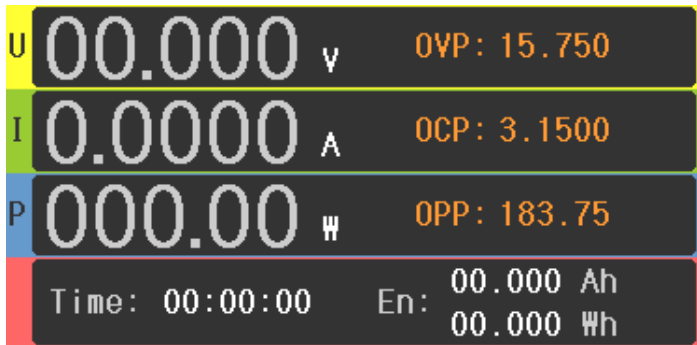 U 00.000 V OVP: 15.750
I 0.0000 A OCP: 3.1500
P 000.00 W OPP: 183.75
Time: 00:00:00 En: 00.000 Ah
00.000 Wh